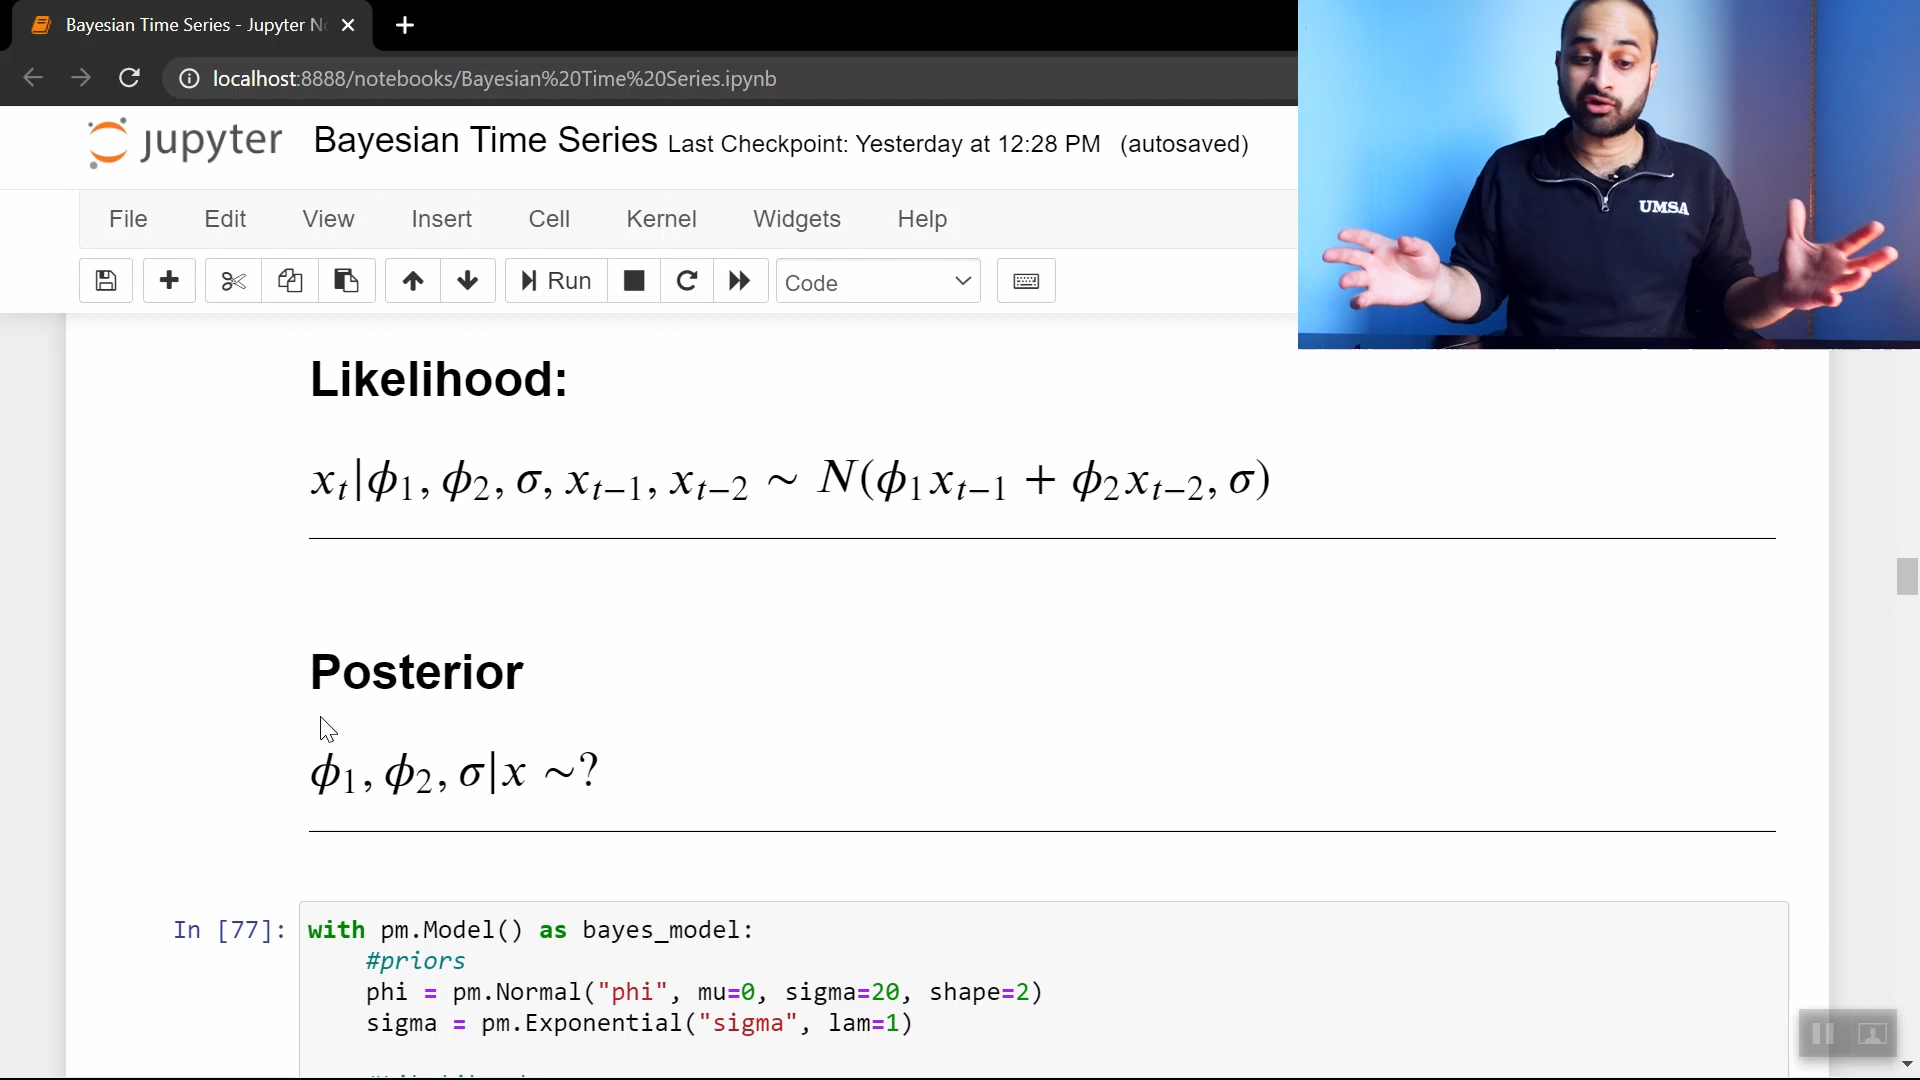 Bayesian Time Series - Jupyter No
localhost:8888/notebooks/Bayesian%20Time%20Series.ipynb
jupyter Bayesian Time Series Last Checkpoint: Yesterday at 12:28 PM (autosaved)
UMSA
File Edit View Insert Cell Kernel Widgets Help
Run Code
Likelihood:
x_t|ϕ_1, ϕ_2, σ, x_{t−1}, x_{t−2} ∼ N(ϕ_1x_{t−1} + ϕ_2x_{t−2}, σ)
Posterior
ϕ_1, ϕ_2, σ|x ∼?
In [77]: with pm.Model() as bayes_model:
#priors
phi = pm.Normal("phi", mu=0, sigma=20, shape=2)
sigma = pm.Exponential("sigma", lam=1)